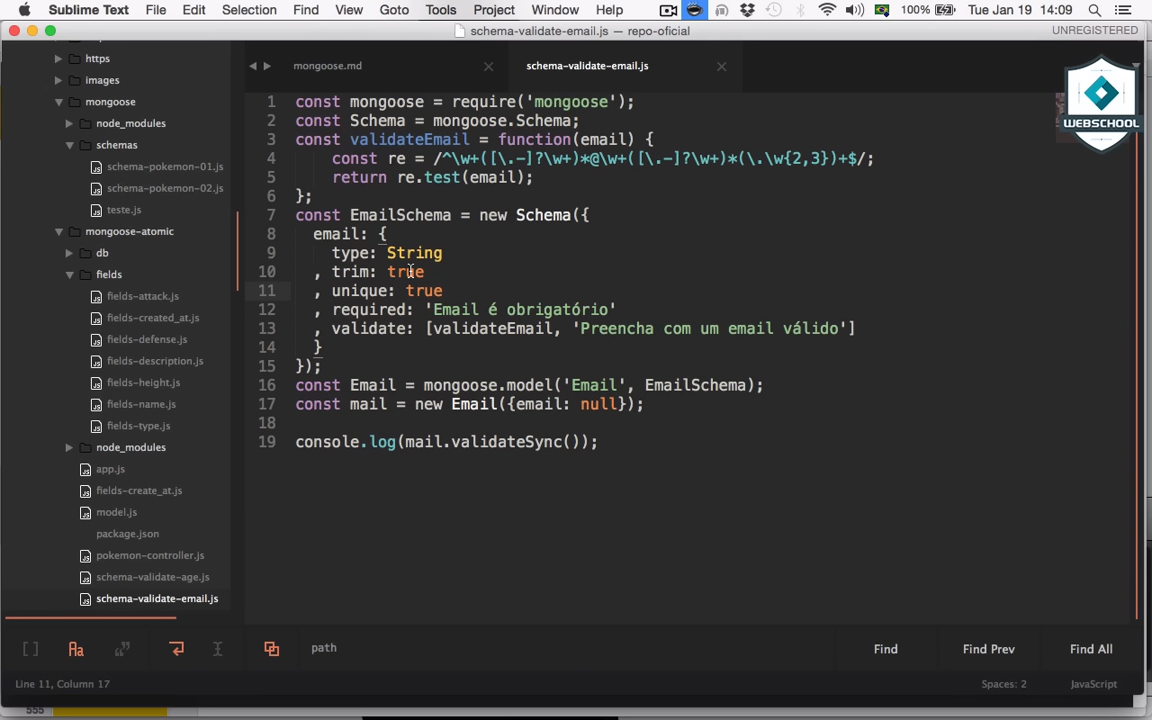 Sublime Text File Edit Selection Find View Goto Tools Project Window Help 100% Tue Jan 19 14:09
schema-validate-email.js — repo-oficial UNREGISTERED
https
images
mongoose
node_modules
schemas
schema-pokemon-01.js
schema-pokemon-02.js
teste.js
mongoose-atomic
db
fields
fields-attack.js
fields-created_at.js
fields-defense.js
fields-description.js
fields-height.js
fields-name.js
fields-type.js
node_modules
app.js
fields-create_at.js
model.js
package.json
pokemon-controller.js
schema-validate-age.js
schema-validate-email.js
mongoose.md schema-validate-email.js
WEBSCHOOL
1 const mongoose = require('mongoose');
2 const Schema = mongoose.Schema;
3 const validateEmail = function(email) {
4 const re = /^\w+([\.-]?\w+)*@\w+([\.-]?\w+)*(\.\w{2,3})+$/;
5 return re.test(email);
6 };
7 const EmailSchema = new Schema({
8 email: {
9 type: String
10 , trim: true
11 , unique: true
12 , required: 'Email é obrigatório'
13 , validate: [validateEmail, 'Preencha com um email válido']
14 }
15 });
16 const Email = mongoose.model('Email', EmailSchema);
17 const mail = new Email({email: null});
18
19 console.log(mail.validateSync());
[] Aa “” path Find Find Prev Find All
Line 11, Column 17 Spaces: 2 JavaScript
555